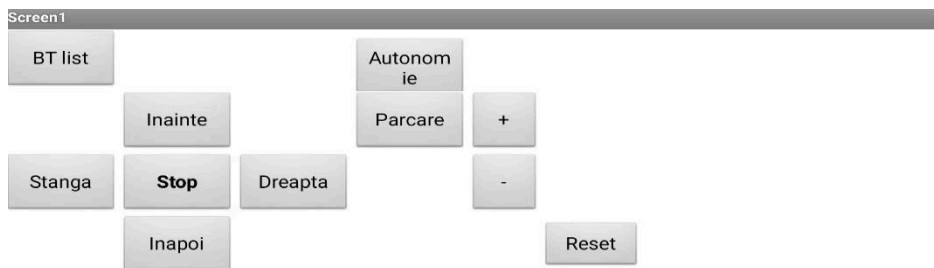 Screen1
BT list
Autonom
ie
Inainte
Parcare
+
Stanga
Stop
Dreapta
-
Inapoi
Reset